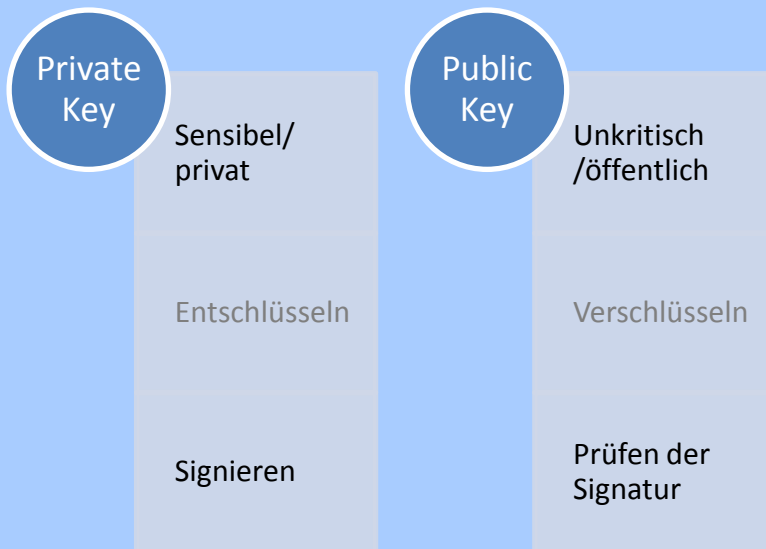 Private
Key
Sensibel/
privat
Entschlüsseln
Signieren
Public
Key
Unkritisch
/öffentlich
Verschlüsseln
Prüfen der
Signatur